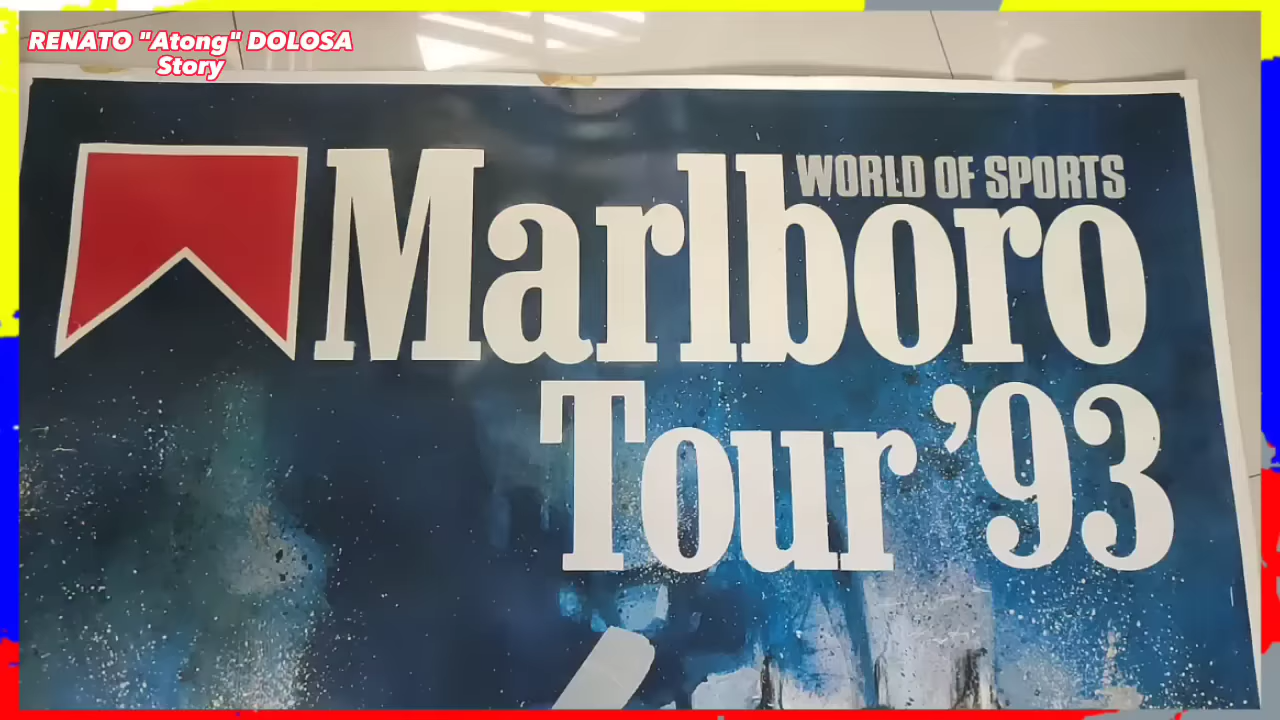 RENATO "Atong" DOLOSA
Story
WORLD OF SPORTS
Marlboro
Tour '93